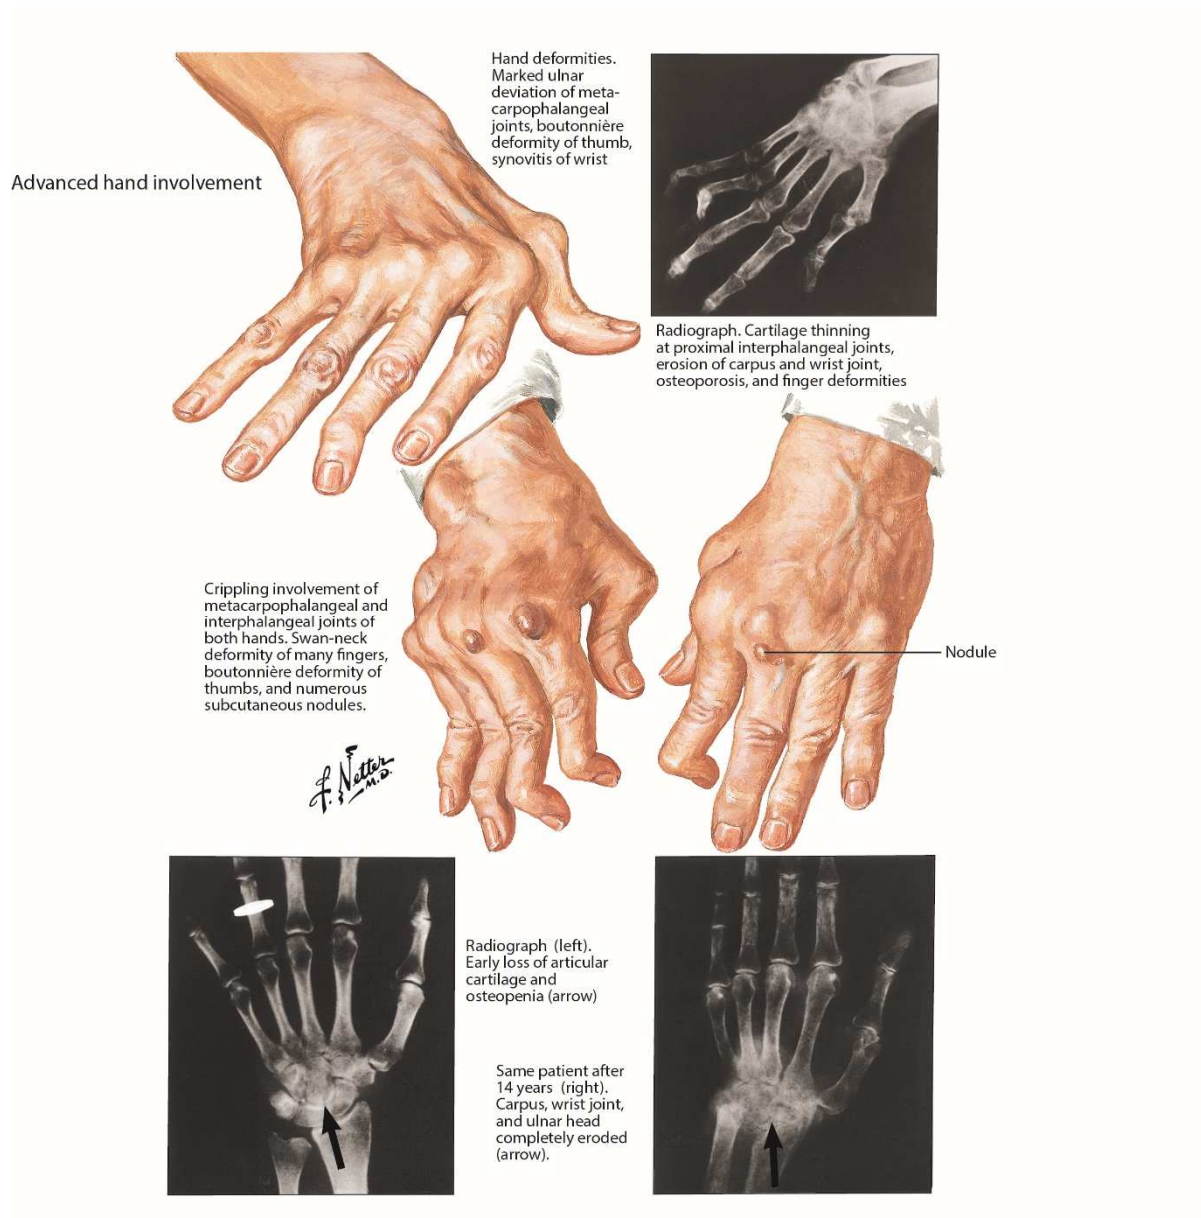 Hand deformities.
Marked ulnar
deviation of meta-
carpophalangeal
joints, boutonnière
deformity of thumb,
synovitis of wrist
Advanced hand involvement
Radiograph. Cartilage thinning
at proximal interphalangeal joints,
erosion of carpus and wrist joint,
osteoporosis, and finger deformities
Crippling involvement of
metacarpophalangeal and
interphalangeal joints of
both hands. Swan-neck
deformity of many fingers,
boutonnière deformity of
thumbs, and numerous
subcutaneous nodules.
Nodule
F. Netter
M.D.
Radiograph (left).
Early loss of articular
cartilage and
osteopenia (arrow)
Same patient after
14 years (right).
Carpus, wrist joint,
and ulnar head
completely eroded
(arrow).